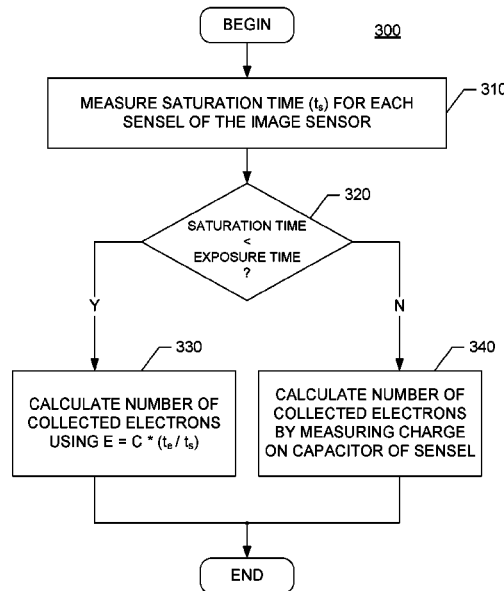 BEGIN
300
MEASURE SATURATION TIME (ts) FOR EACH
SENSEL OF THE IMAGE SENSOR
310
320
SATURATION TIME
<
EXPOSURE TIME
?
Y
N
330
340
CALCULATE NUMBER OF
COLLECTED ELECTRONS
USING E = C * (te / ts)
CALCULATE NUMBER OF
COLLECTED ELECTRONS
BY MEASURING CHARGE
ON CAPACITOR OF SENSEL
END